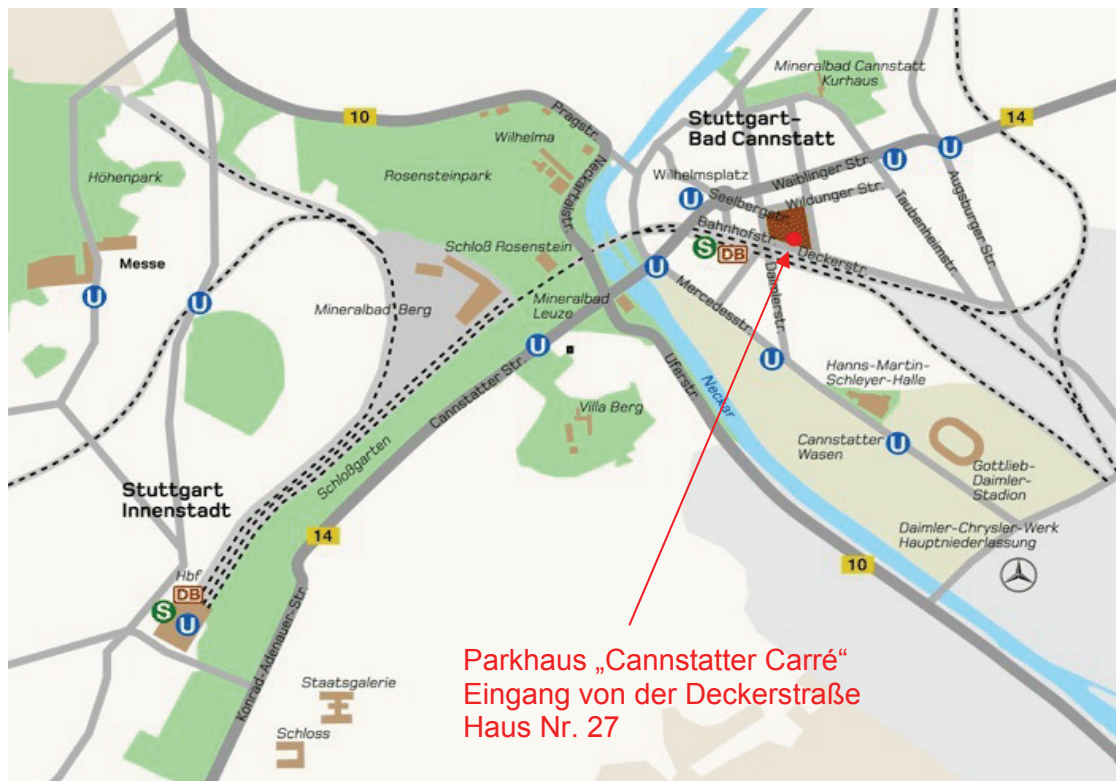 Mineralbad Cannstatt
Kurhaus
10
Pragstr.
Stuttgart-
Bad Cannstatt
14
Wilhelma
Neckartalstr.
U
U
Höhenpark
Rosensteinpark
Wilhelmsplatz
Waiblinger Str.
U
Seelbergstr.
Wildunger Str.
Taubenheimstr.
Augsburger Str.
Bahnhofstr.
S
DB
Deckerstr.
Schloß Rosenstein
Messe
U
U
U
Daimlerstr.
Mercedesstr.
Mineralbad Berg
Mineralbad
Leuze
U
U
Uferstr.
Neckar
Hanns-Martin-
Schleyer-Halle
Cannstatter Str.
Villa Berg
Schloßgarten
Cannstatter
Wasen
U
Gottlieb-
Daimler-
Stadion
Stuttgart
Innenstadt
14
Daimler-Chrysler-Werk
Hauptniederlassung
10
Hbf
DB
S
U
Konrad-Adenauer-Str.
Staatsgalerie
Schloss
Parkhaus „Cannstatter Carré“
Eingang von der Deckerstraße
Haus Nr. 27